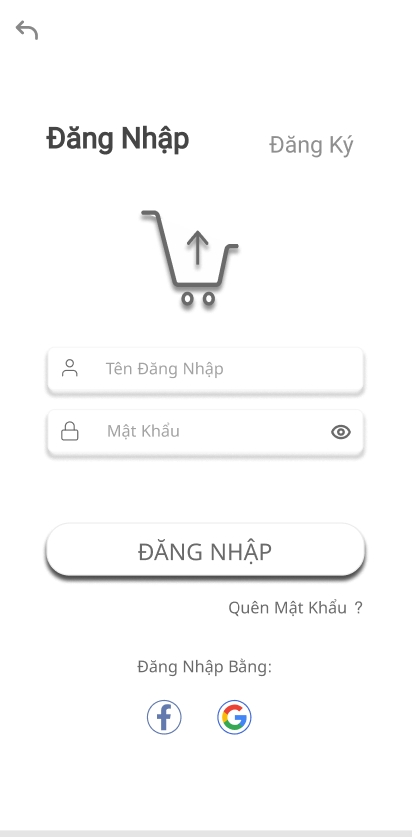 Đăng Nhập
Đăng Ký
Tên Đăng Nhập
Mật Khẩu
ĐĂNG NHẬP
Quên Mật Khẩu ?
Đăng Nhập Bằng: